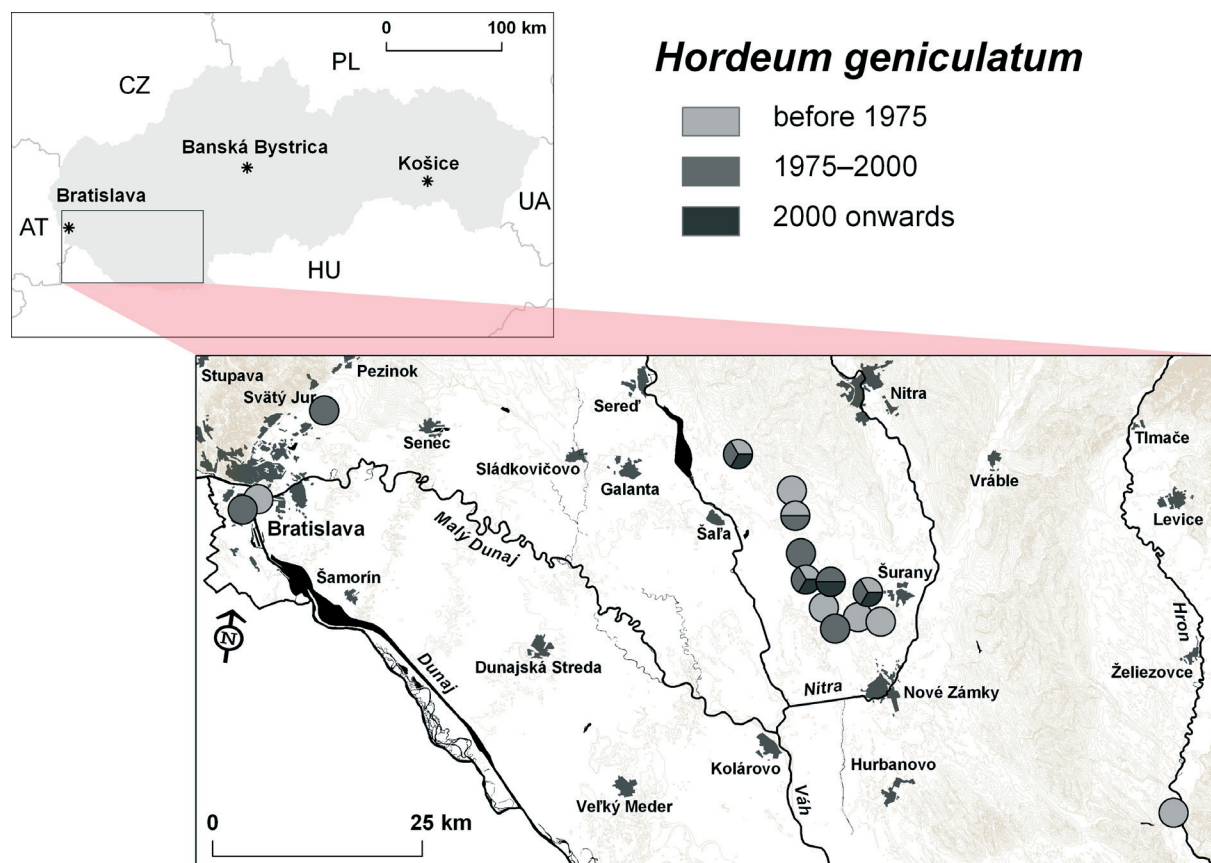 0 100 km
PL
CZ
Banská Bystrica
Košice
Bratislava
UA
AT
HU
Hordeum geniculatum
before 1975
1975–2000
2000 onwards
Stupava
Pezinok
Svätý Jur
Senec
Sereď
Nitra
Tlmače
Sládkovičovo
Galanta
Vráble
Levice
Bratislava
Malý Dunaj
Šaľa
Šamorín
Šurany
N
Dunaj
Dunajská Streda
Hron
Želiezovce
Nitra
Nové Zámky
Kolárovo
Hurbanovo
Váh
Veľký Meder
0 25 km